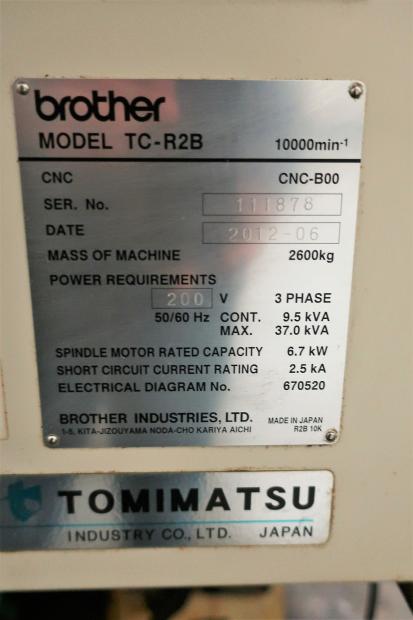 brother
MODEL TC-R2B 10000min-1
CNC CNC-B00
SER. No. 111878
DATE 2012-06
MASS OF MACHINE 2600kg
POWER REQUIREMENTS
200 V 3 PHASE
50/60 Hz CONT. 9.5 kVA
MAX. 37.0 kVA
SPINDLE MOTOR RATED CAPACITY 6.7 kW
SHORT CIRCUIT CURRENT RATING 2.5 kA
ELECTRICAL DIAGRAM No. 670520
BROTHER INDUSTRIES, LTD. MADE IN JAPAN
1-5, KITA-JIZOUYAMA NODA-CHO KARIYA AICHI R2B 10K
TOMIMATSU
INDUSTRY CO., LTD. JAPAN